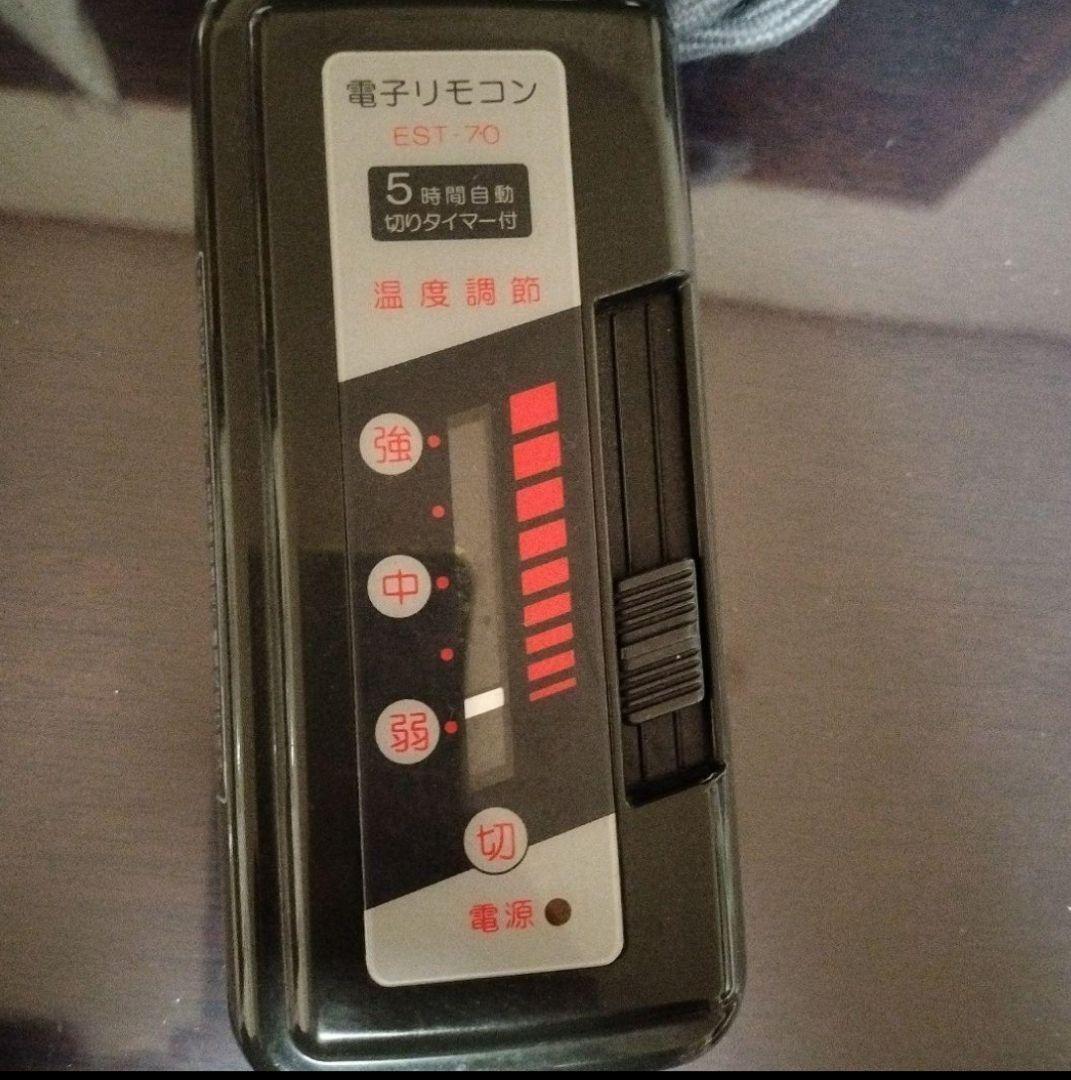 電子リモコン
EST-70
5時間自動
切りタイマー付
温度調節
強
中
弱
切
電源